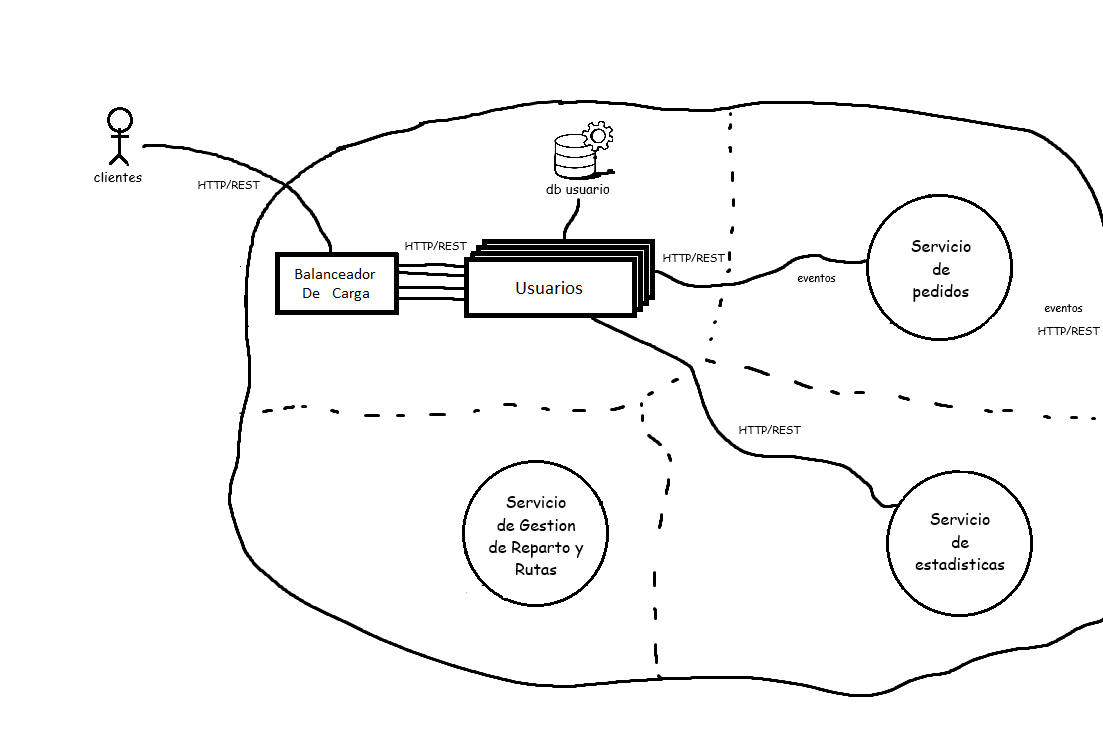 clientes
HTTP/REST
db usuario
Balanceador
De Carga
HTTP/REST
Usuarios
HTTP/REST
eventos
Servicio
de
pedidos
eventos
HTTP/REST
HTTP/REST
Servicio
de Gestion
de Reparto y
Rutas
Servicio
de
estadisticas